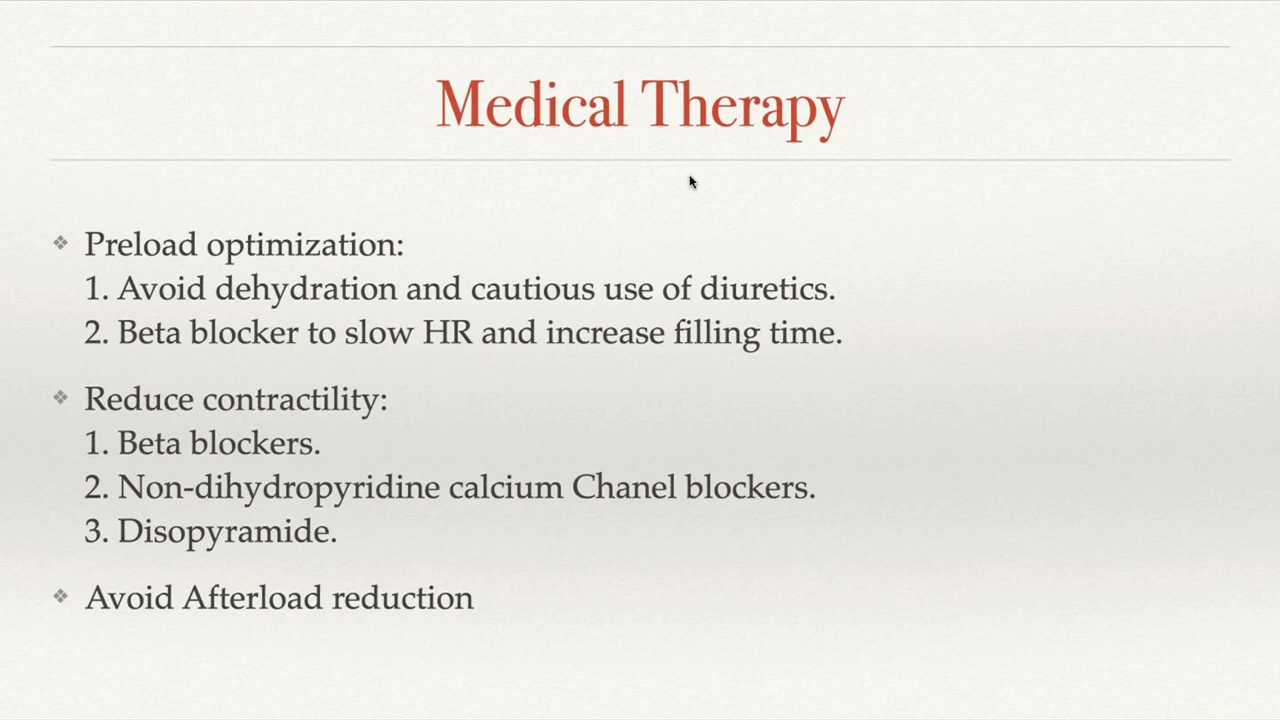 Medical Therapy
❖ Preload optimization:
1. Avoid dehydration and cautious use of diuretics.
2. Beta blocker to slow HR and increase filling time.
❖ Reduce contractility:
1. Beta blockers.
2. Non-dihydropyridine calcium Chanel blockers.
3. Disopyramide.
❖ Avoid Afterload reduction